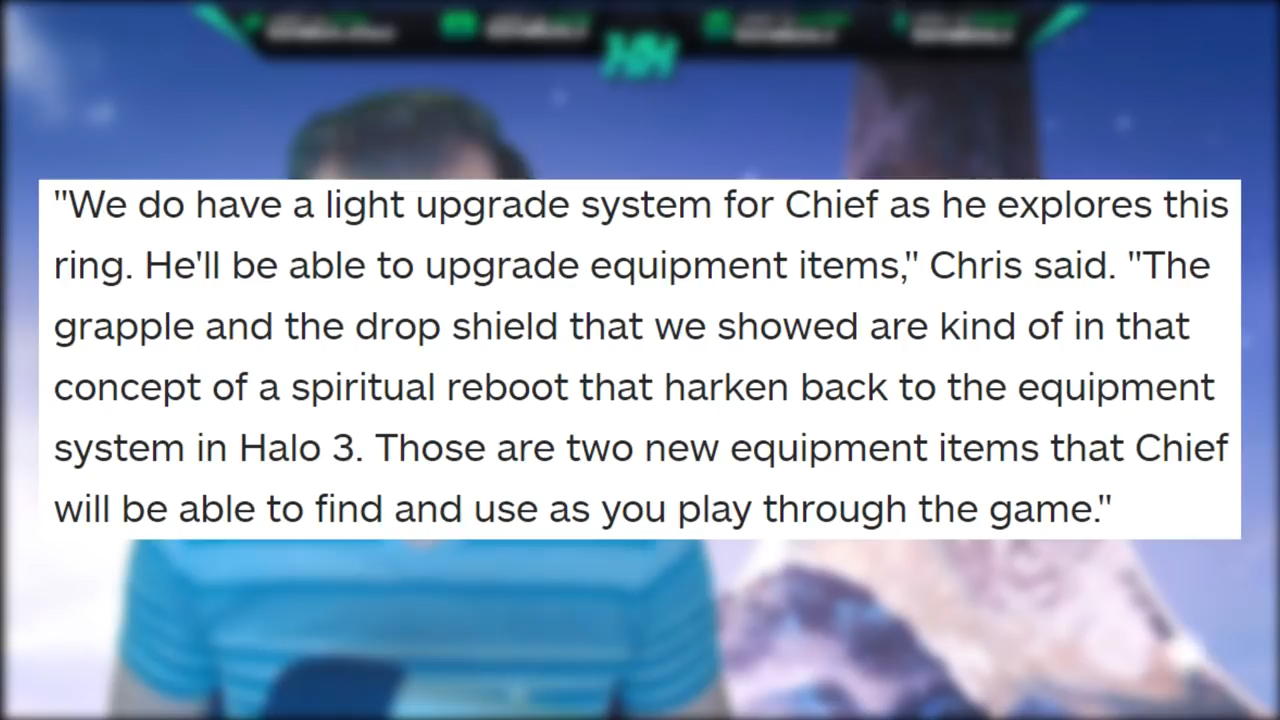 HH
"We do have a light upgrade system for Chief as he explores this
ring. He'll be able to upgrade equipment items," Chris said. "The
grapple and the drop shield that we showed are kind of in that
concept of a spiritual reboot that harken back to the equipment
system in Halo 3. Those are two new equipment items that Chief
will be able to find and use as you play through the game."